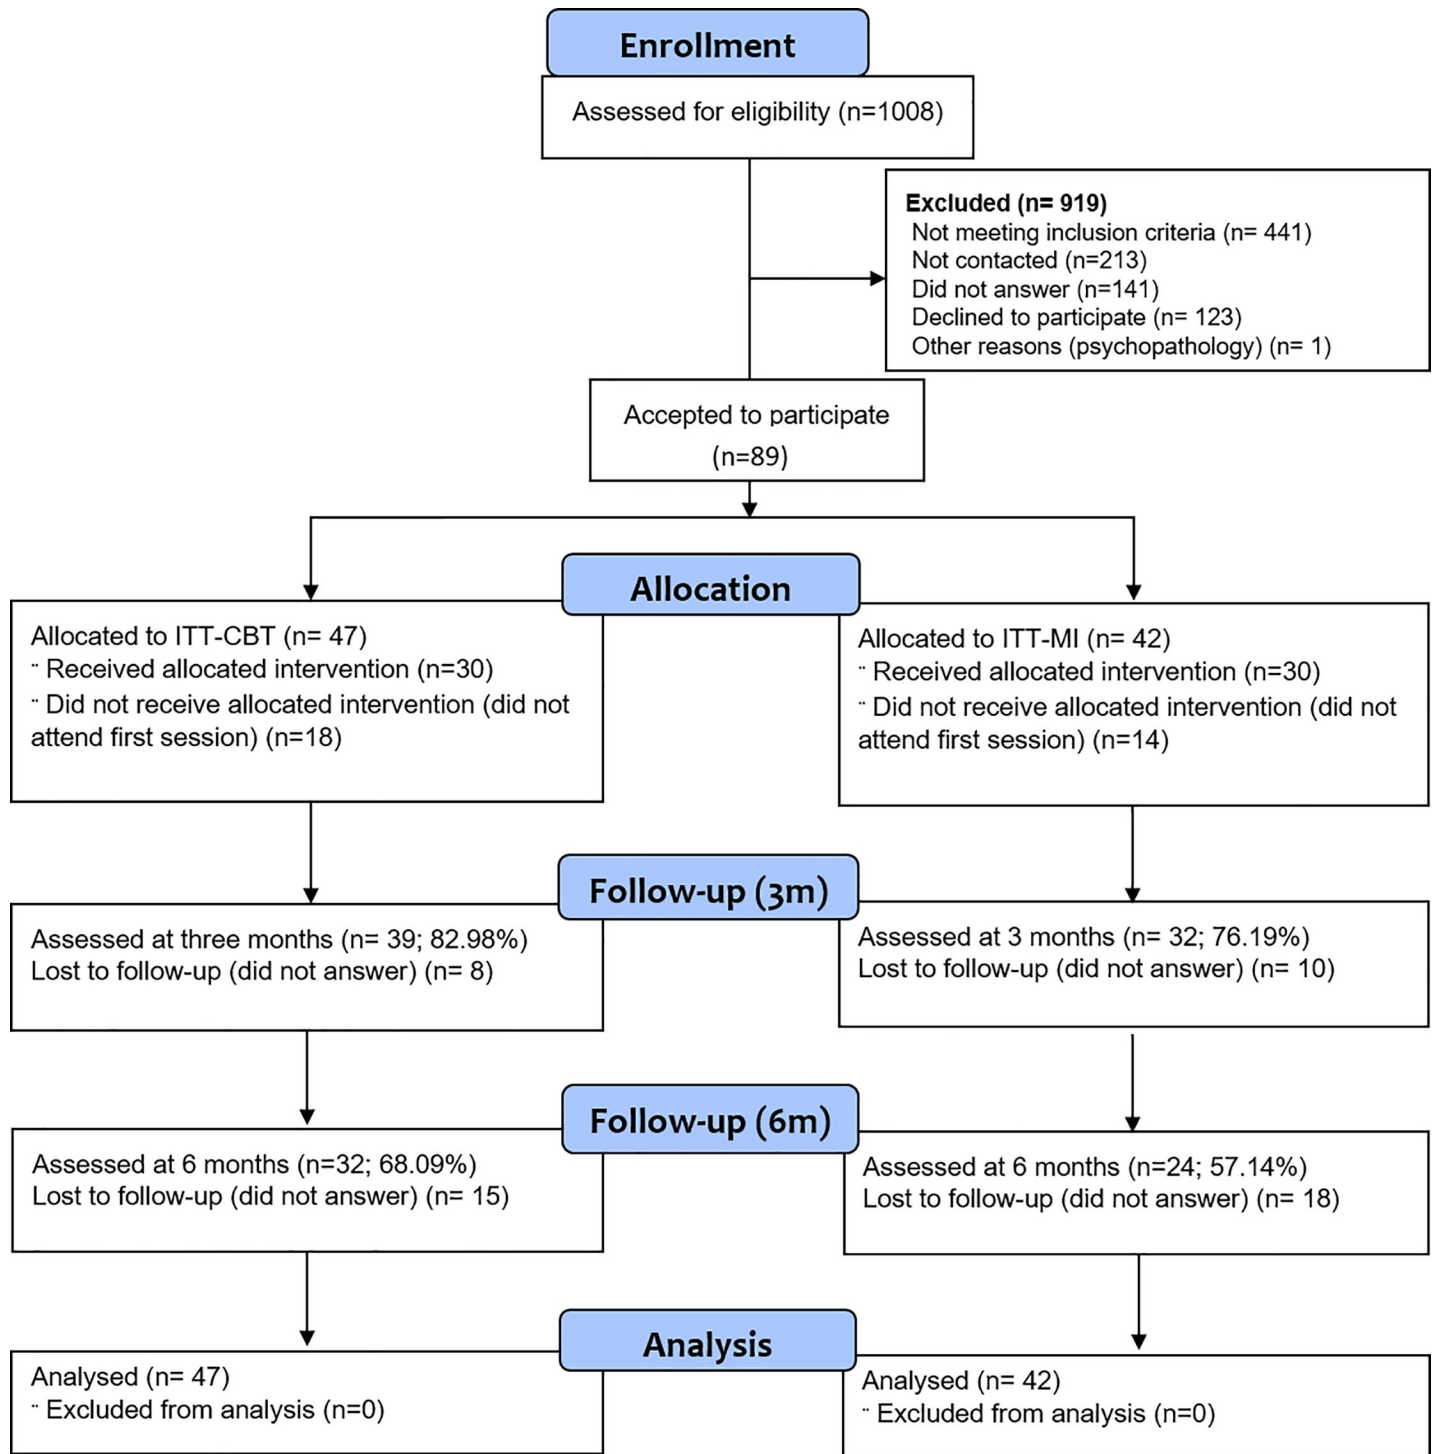 Enrollment
Assessed for eligibility (n=1008)
Excluded (n= 919)
Not meeting inclusion criteria (n= 441)
Not contacted (n=213)
Did not answer (n=141)
Declined to participate (n= 123)
Other reasons (psychopathology) (n= 1)
Accepted to participate
(n=89)
Allocation
Allocated to ITT-CBT (n= 47)
¨ Received allocated intervention (n=30)
¨ Did not receive allocated intervention (did not
attend first session) (n=18)
Allocated to ITT-MI (n= 42)
¨ Received allocated intervention (n=30)
¨ Did not receive allocated intervention (did not
attend first session) (n=14)
Follow-up (3m)
Assessed at three months (n= 39; 82.98%)
Lost to follow-up (did not answer) (n= 8)
Assessed at 3 months (n= 32; 76.19%)
Lost to follow-up (did not answer) (n= 10)
Follow-up (6m)
Assessed at 6 months (n=32; 68.09%)
Lost to follow-up (did not answer) (n= 15)
Assessed at 6 months (n=24; 57.14%)
Lost to follow-up (did not answer) (n= 18)
Analysis
Analysed (n= 47)
¨ Excluded from analysis (n=0)
Analysed (n= 42)
¨ Excluded from analysis (n=0)